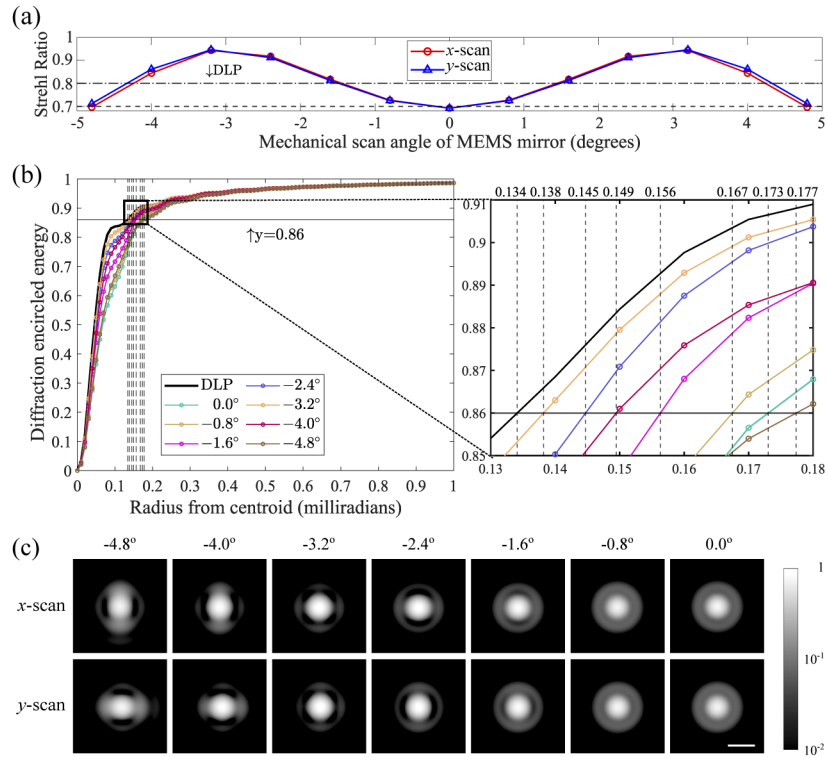 (a)
Strehl Ratio
1
0.9
0.8
0.7
↓DLP
x-scan
y-scan
-5 -4 -3 -2 -1 0 1 2 3 4 5
Mechanical scan angle of MEMS mirror (degrees)
(b)
Diffraction encircled energy
1
0.9
0.8
0.7
0.6
0.5
0.4
0.3
0.2
0.1
0
↑y=0.86
DLP
0.0°
−0.8°
−1.6°
−2.4°
−3.2°
−4.0°
−4.8°
0 0.1 0.2 0.3 0.4 0.5 0.6 0.7 0.8 0.9 1
Radius from centroid (milliradians)
0.134 0.138 0.145 0.149 0.156 0.167 0.173 0.177
0.91
0.9
0.89
0.88
0.87
0.86
0.85
0.13 0.14 0.15 0.16 0.17 0.18
(c)
-4.8° -4.0° -3.2° -2.4° -1.6° -0.8° 0.0°
x-scan
y-scan
1
10-1
10-2